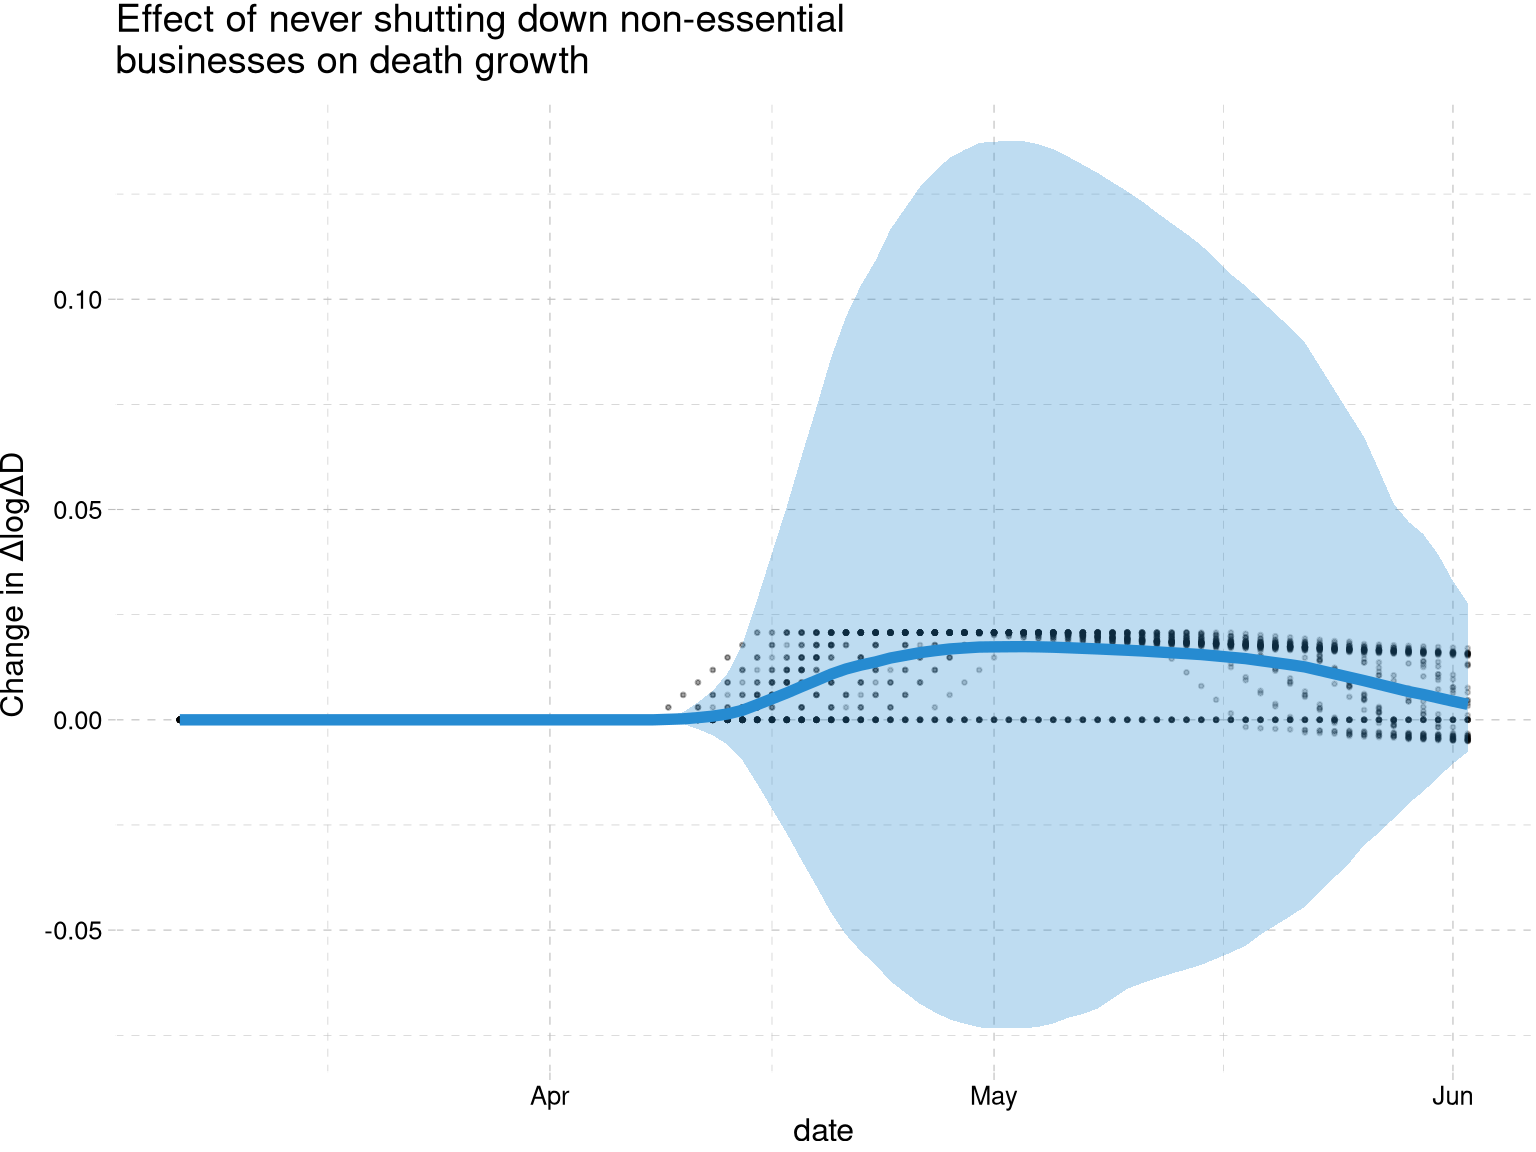 Effect of never shutting down non-essential
businesses on death growth
Change in ΔlogΔD
0.10
0.05
0.00
-0.05
Apr
May
Jun
date